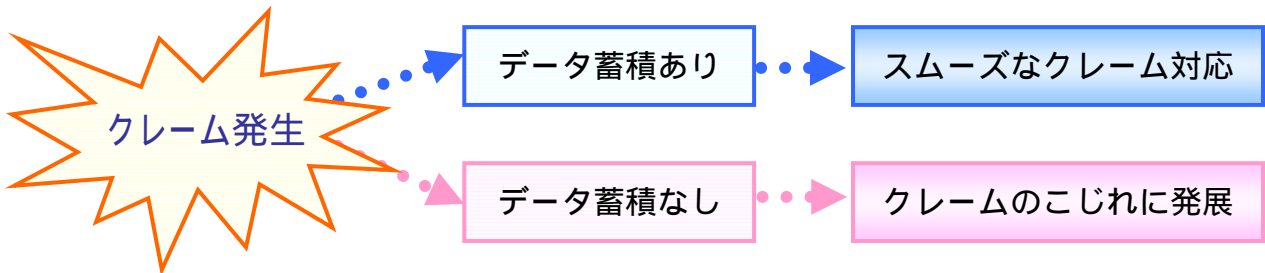 クレーム発生
データ蓄積あり
スムーズなクレーム対応
データ蓄積なし
クレームのこじれに発展